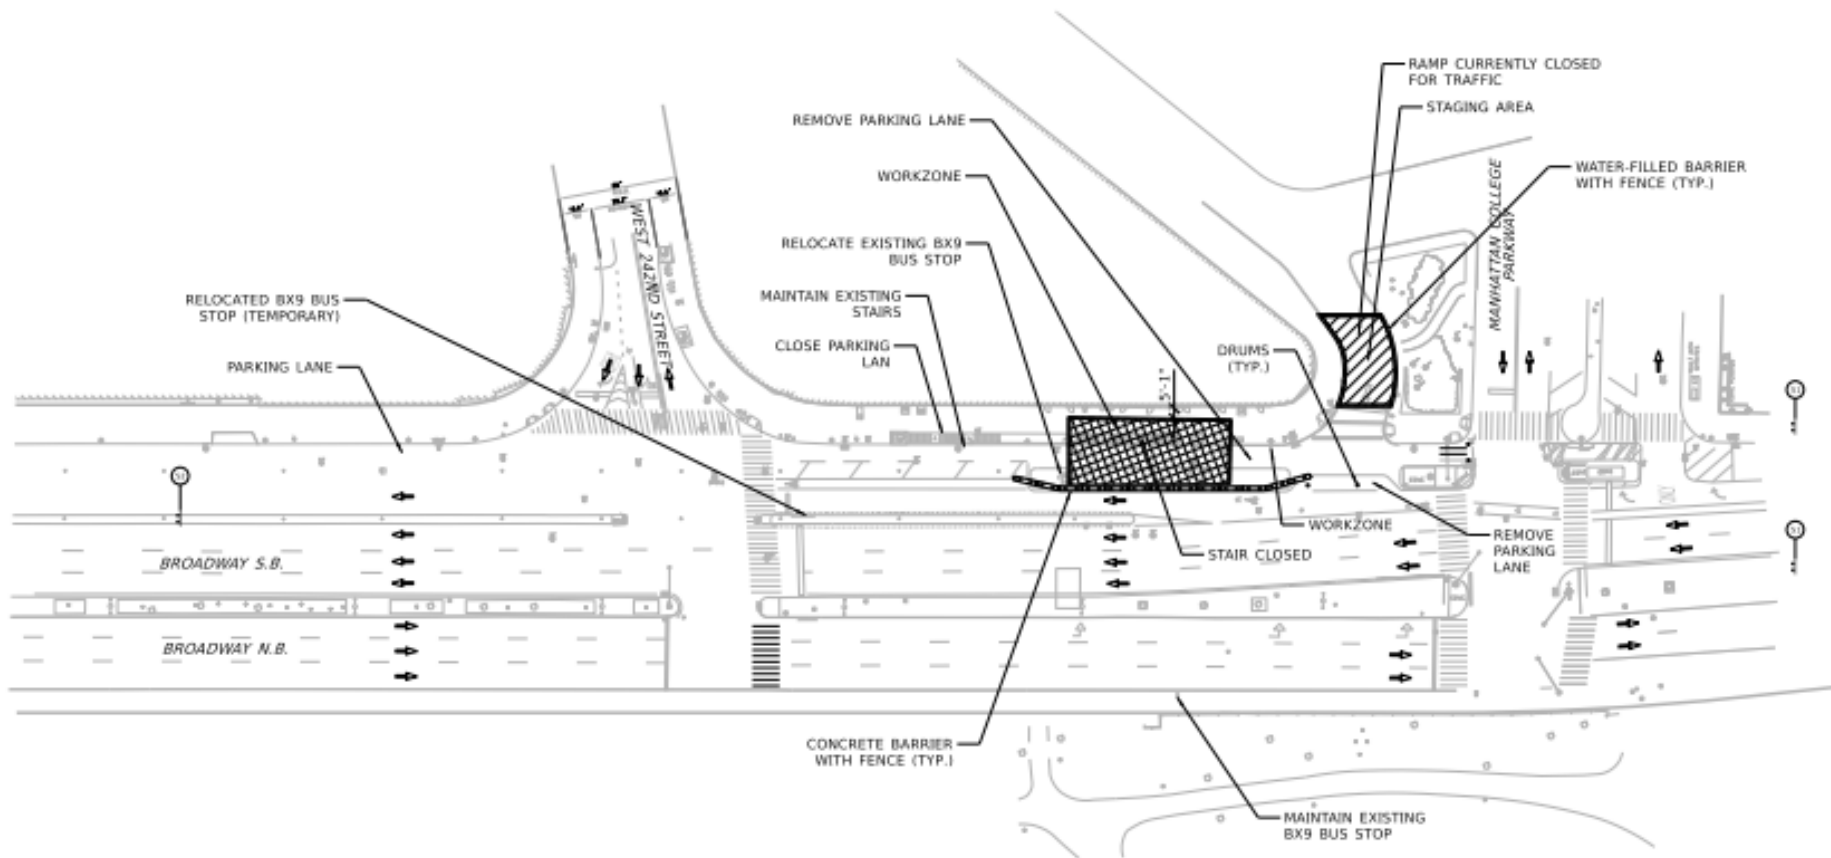 RAMP CURRENTLY CLOSED
FOR TRAFFIC
STAGING AREA
REMOVE PARKING LANE
WATER-FILLED BARRIER
WITH FENCE (TYP.)
WORKZONE
MANHATTAN COLLEGE
PARKWAY
WEST 242ND STREET
RELOCATE EXISTING BX9
BUS STOP
RELOCATED BX9 BUS
STOP (TEMPORARY)
MAINTAIN EXISTING
STAIRS
CLOSE PARKING
LAN
DRUMS
(TYP.)
PARKING LANE
5'-1"
WORKZONE
STAIR CLOSED
REMOVE
PARKING
LANE
BROADWAY S.B.
BROADWAY N.B.
CONCRETE BARRIER
WITH FENCE (TYP.)
MAINTAIN EXISTING
BX9 BUS STOP